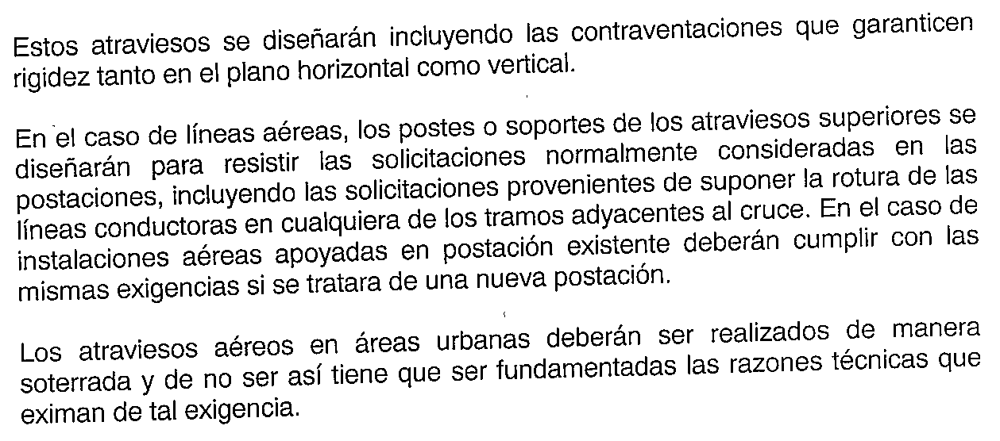 Estos atraviesos se diseñarán incluyendo las contraventaciones que garanticen
rigidez tanto en el plano horizontal como vertical.
En el caso de líneas aéreas, los postes o soportes de los atraviesos superiores se
diseñarán para resistir las solicitaciones normalmente consideradas en las
postaciones, incluyendo las solicitaciones provenientes de suponer la rotura de las
líneas conductoras en cualquiera de los tramos adyacentes al cruce. En el caso de
instalaciones aéreas apoyadas en postación existente deberán cumplir con las
mismas exigencias si se tratara de una nueva postación.
Los atraviesos aéreos en áreas urbanas deberán ser realizados de manera
soterrada y de no ser así tiene que ser fundamentadas las razones técnicas que
eximan de tal exigencia.